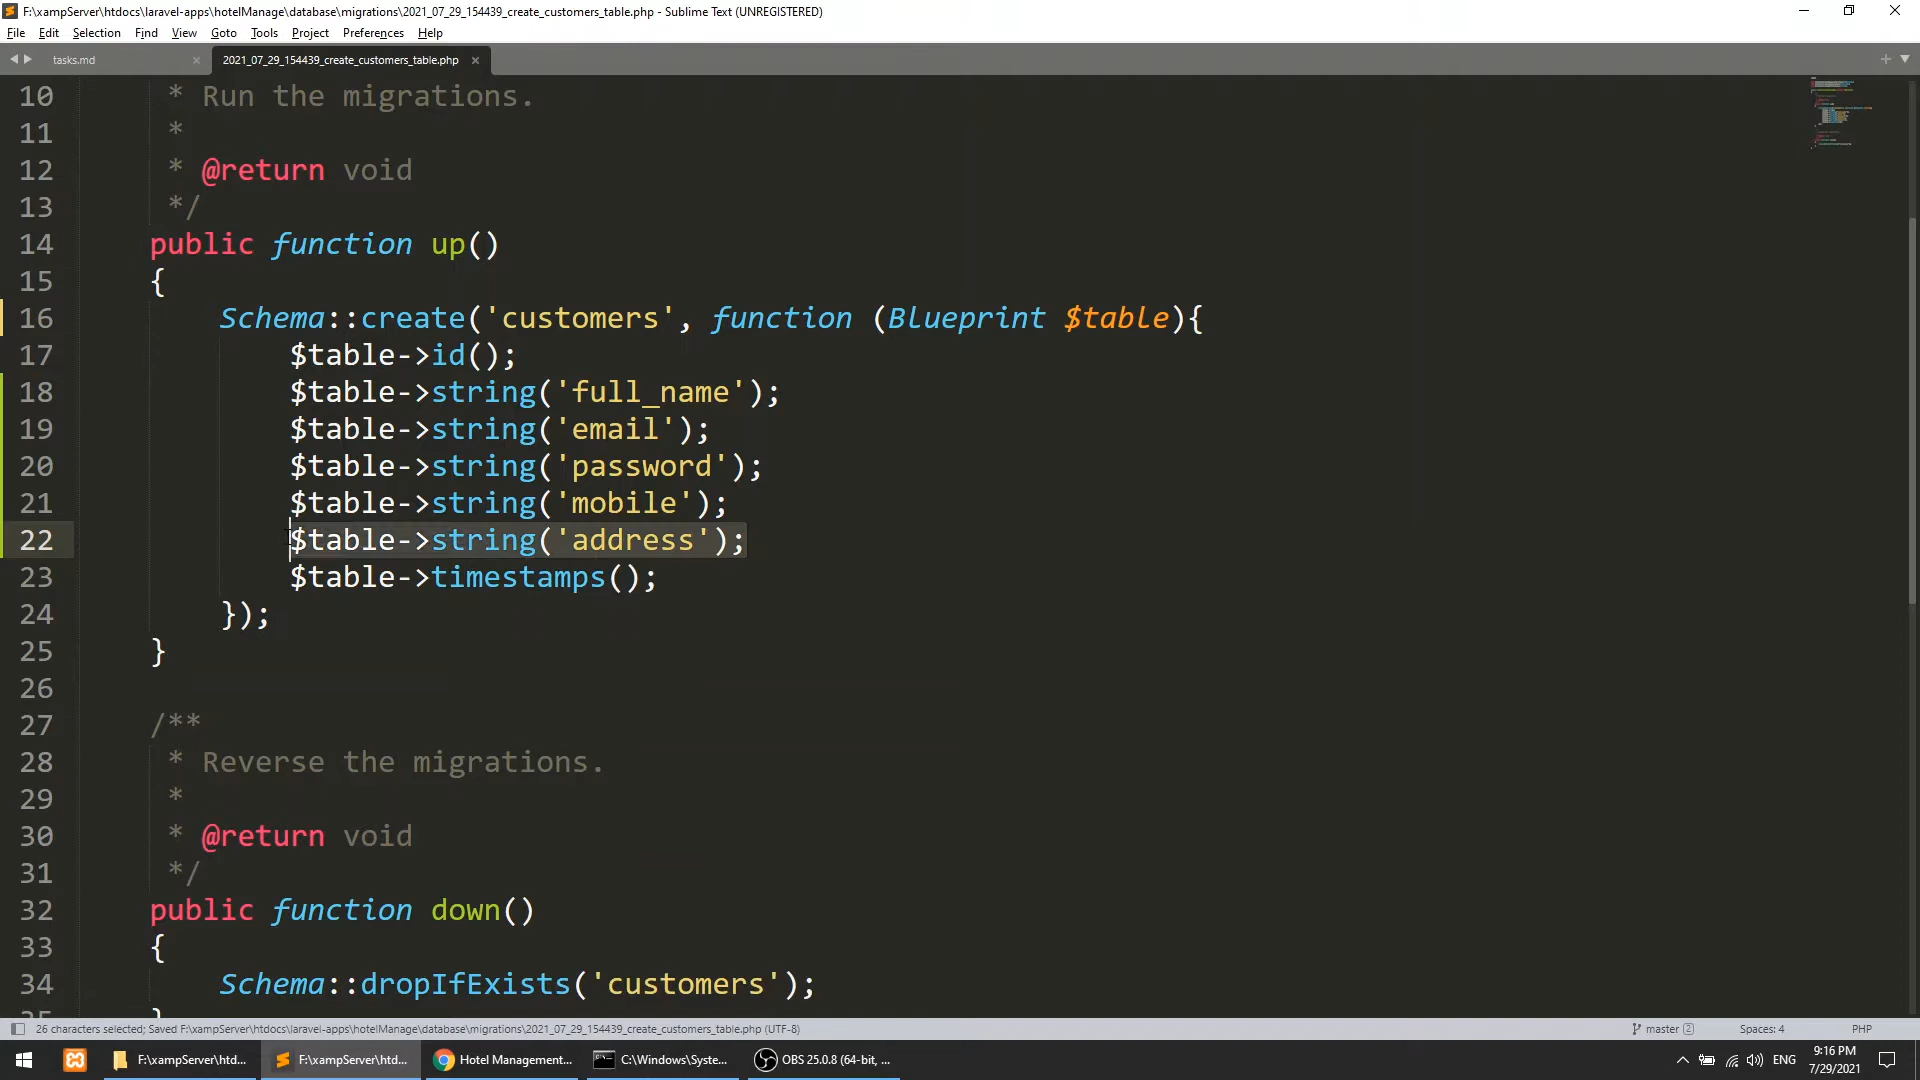 F:\xampServer\htdocs\laravel-apps\hotelManage\database\migrations\2021_07_29_154439_create_customers_table.php - Sublime Text (UNREGISTERED)
File Edit Selection Find View Goto Tools Project Preferences Help
tasks.md × 2021_07_29_154439_create_customers_table.php ×
10 * Run the migrations.
11 *
12 * @return void
13 */
14 public function up()
15 {
16 Schema::create('customers', function (Blueprint $table){
17 $table->id();
18 $table->string('full_name');
19 $table->string('email');
20 $table->string('password');
21 $table->string('mobile');
22 $table->string('address');
23 $table->timestamps();
24 });
25 }
26
27 /**
28 * Reverse the migrations.
29 *
30 * @return void
31 */
32 public function down()
33 {
34 Schema::dropIfExists('customers');
26 characters selected; Saved F:\xampServer\htdocs\laravel-apps\hotelManage\database\migrations\2021_07_29_154439_create_customers_table.php (UTF-8) master 2 Spaces: 4 PHP
F:\xampServer\htd... F:\xampServer\htd... Hotel Management... C:\Windows\Syste... OBS 25.0.8 (64-bit, ... ENG 9:16 PM
7/29/2021